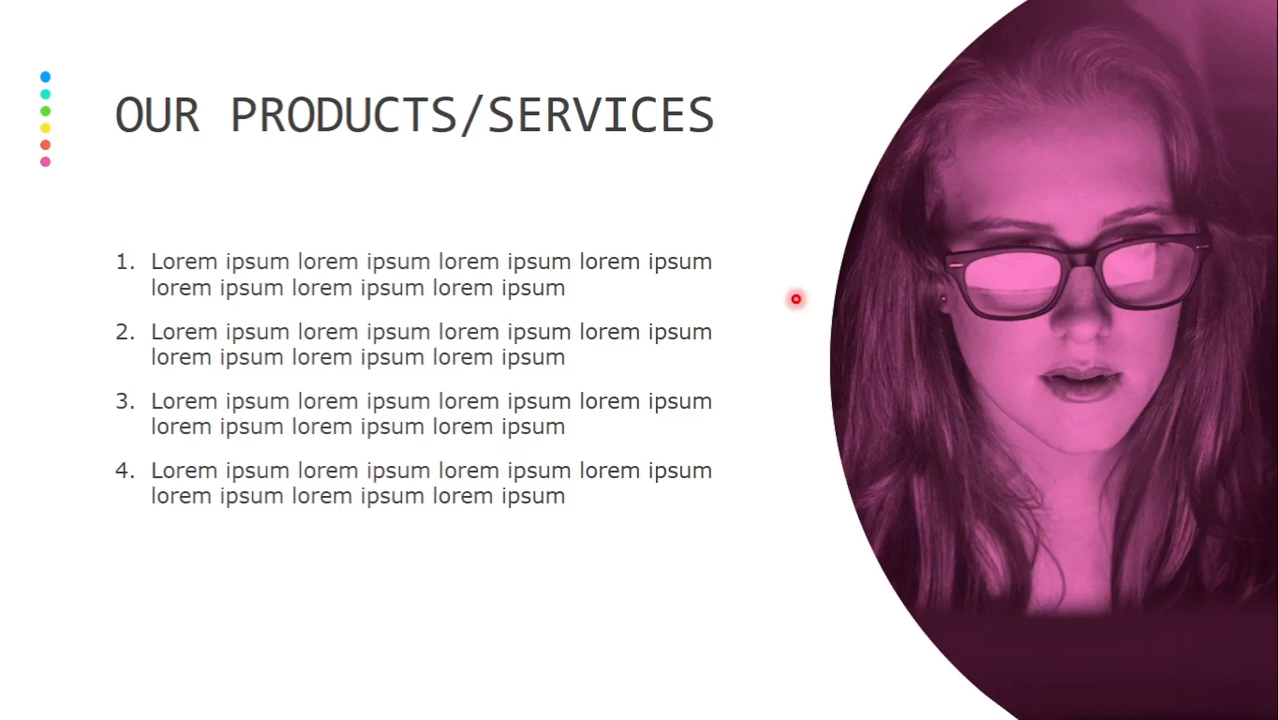 OUR PRODUCTS/SERVICES
1. Lorem ipsum lorem ipsum lorem ipsum lorem ipsum
lorem ipsum lorem ipsum lorem ipsum
2. Lorem ipsum lorem ipsum lorem ipsum lorem ipsum
lorem ipsum lorem ipsum lorem ipsum
3. Lorem ipsum lorem ipsum lorem ipsum lorem ipsum
lorem ipsum lorem ipsum lorem ipsum
4. Lorem ipsum lorem ipsum lorem ipsum lorem ipsum
lorem ipsum lorem ipsum lorem ipsum